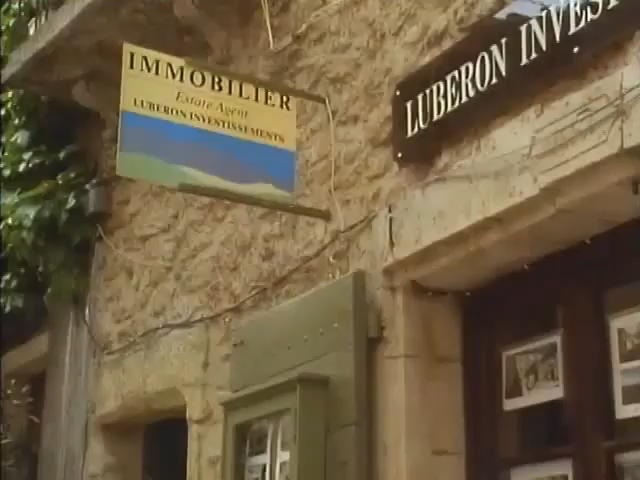 IMMOBILIER
Estate Agent
LUBERON INVESTISSEMENTS
LUBERON INVES